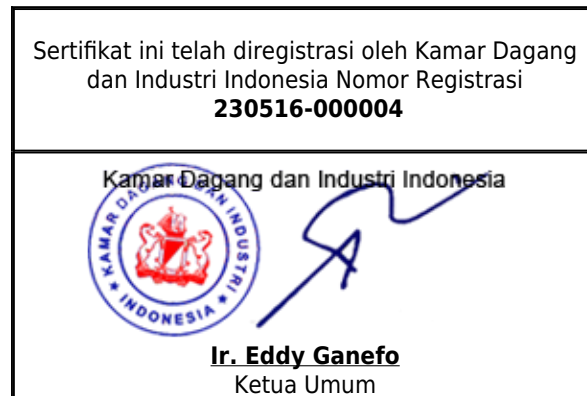 Sertifikat ini telah diregistrasi oleh Kamar Dagang
dan Industri Indonesia Nomor Registrasi
230516-000004
Kamar Dagang dan Industri Indonesia
KAMAR DAGANG DAN INDUSTRI
INDONESIA
Ir. Eddy Ganefo
Ketua Umum